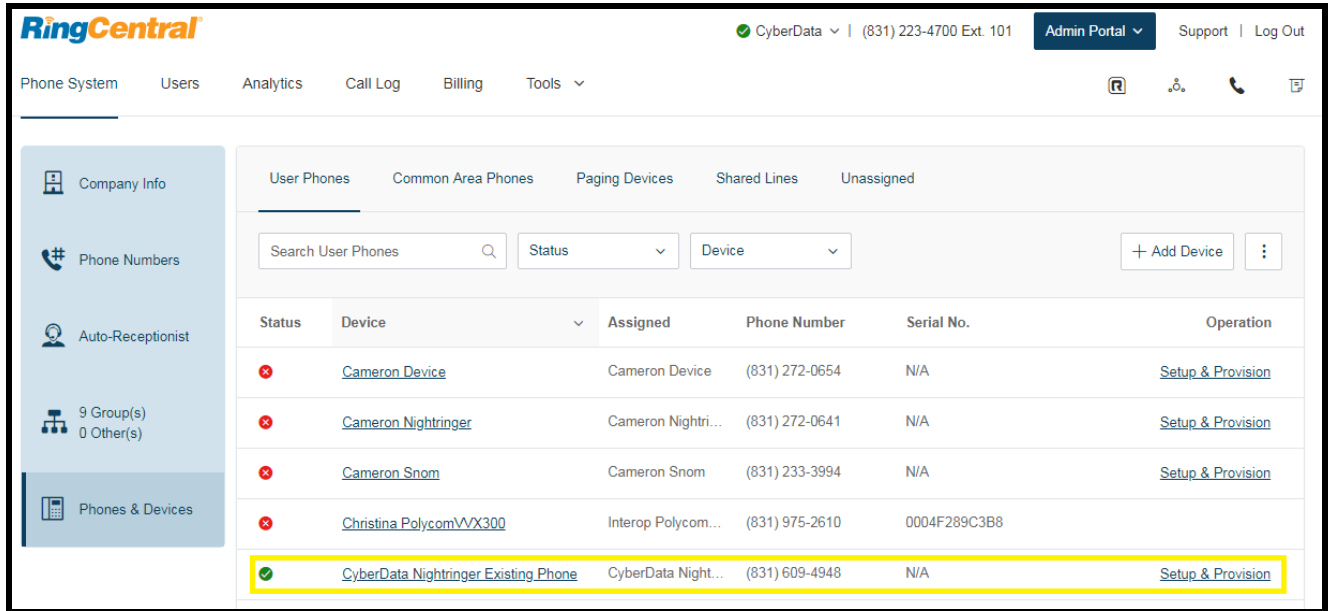 RingCentral
CyberData | (831) 223-4700 Ext. 101 Admin Portal Support | Log Out
Phone System Users Analytics Call Log Billing Tools
Company Info
Phone Numbers
Auto-Receptionist
9 Group(s)
0 Other(s)
Phones & Devices
User Phones Common Area Phones Paging Devices Shared Lines Unassigned
Search User Phones Status Device + Add Device
Status Device Assigned Phone Number Serial No. Operation
Cameron Device Cameron Device (831) 272-0654 N/A Setup & Provision
Cameron Nightringer Cameron Nightri... (831) 272-0641 N/A Setup & Provision
Cameron Snom Cameron Snom (831) 233-3994 N/A Setup & Provision
Christina PolycomVVX300 Interop Polycom... (831) 975-2610 0004F289C3B8
CyberData Nightringer Existing Phone CyberData Night... (831) 609-4948 N/A Setup & Provision